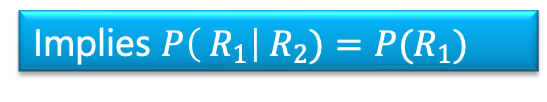 Implies P( R₁| R₂) = P(R₁)